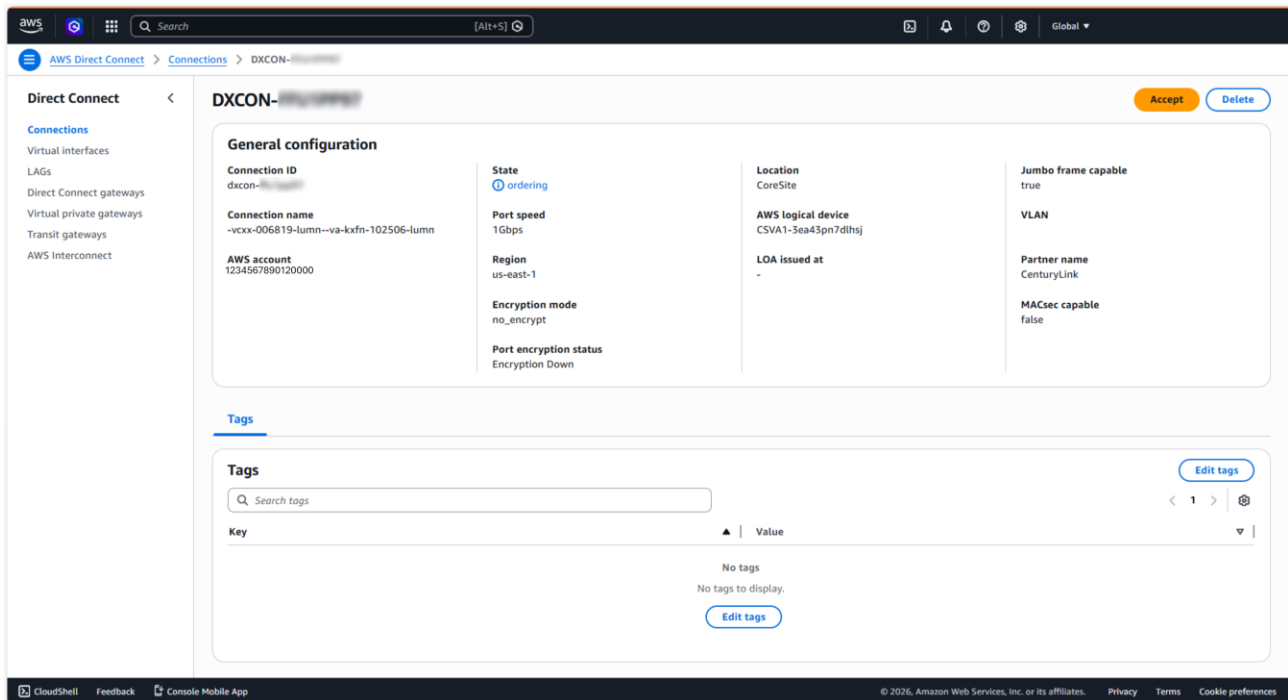 aws
Search [Alt+S] Global
AWS Direct Connect > Connections > DXCON-
Direct Connect
Connections
Virtual interfaces
LAGs
Direct Connect gateways
Virtual private gateways
Transit gateways
AWS Interconnect
DXCON-
Accept Delete
General configuration
Connection ID
dxcon-
Connection name
-vcxx-006819-lumn--va-kxfn-102506-lumn
AWS account
1234567890120000
State
ordering
Port speed
1Gbps
Region
us-east-1
Encryption mode
no_encrypt
Port encryption status
Encryption Down
Location
CoreSite
AWS logical device
CSVA1-3ea43pn7dlhsj
LOA issued at
-
Jumbo frame capable
true
VLAN
Partner name
CenturyLink
MACsec capable
false
Tags
Tags
Edit tags
Search tags
1
Key Value
No tags
No tags to display.
Edit tags
CloudShell Feedback Console Mobile App © 2026, Amazon Web Services, Inc. or its affiliates. Privacy Terms Cookie preferences